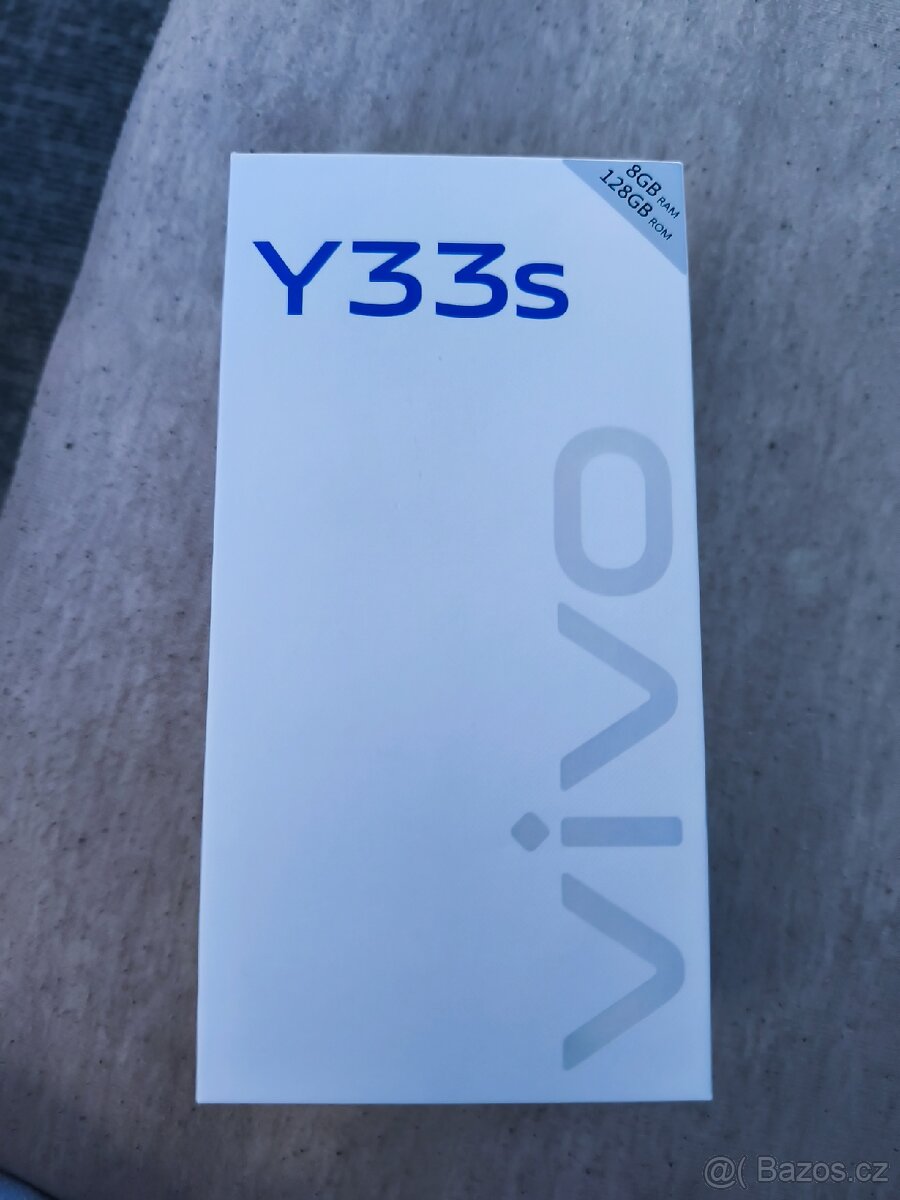 8GB RAM
128GB ROM
Y33s
vivo
@( Bazos.cz